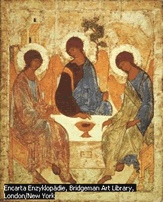 Encarta Enzyklopädie, Bridgeman Art Library,
London/New York